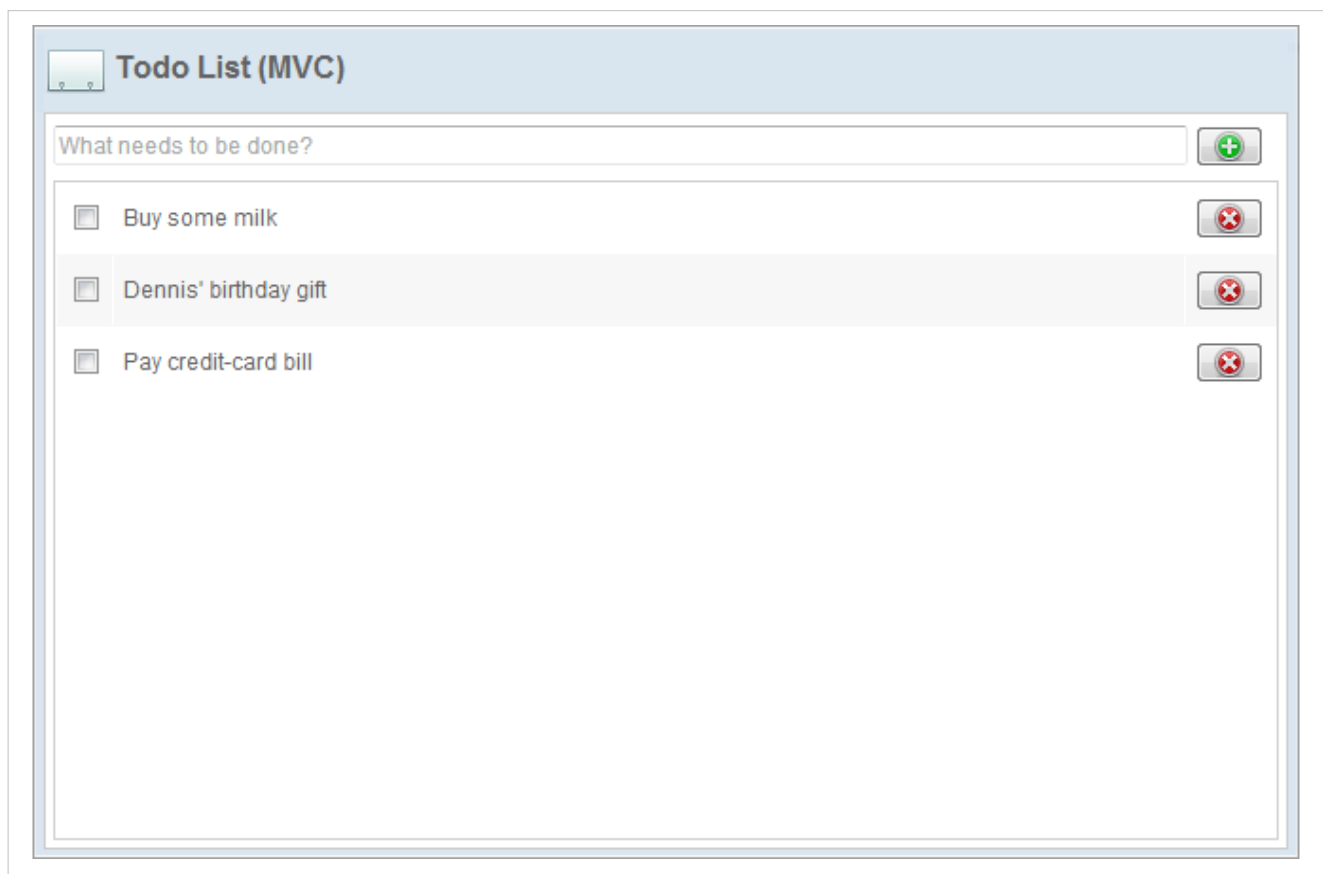 Todo List (MVC)
What needs to be done?
Buy some milk
Dennis' birthday gift
Pay credit-card bill